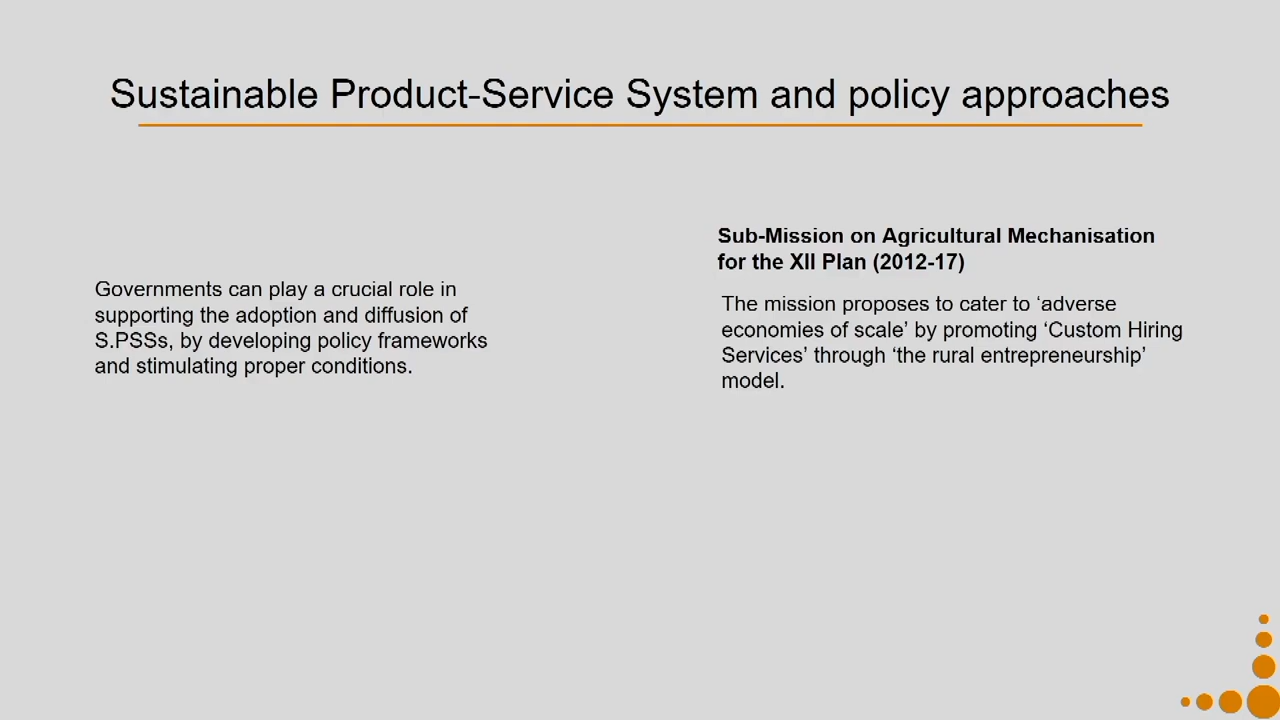 Sustainable Product-Service System and policy approaches
Governments can play a crucial role in
supporting the adoption and diffusion of
S.PSSs, by developing policy frameworks
and stimulating proper conditions.
Sub-Mission on Agricultural Mechanisation
for the XII Plan (2012-17)
The mission proposes to cater to ‘adverse
economies of scale’ by promoting ‘Custom Hiring
Services’ through ‘the rural entrepreneurship’
model.